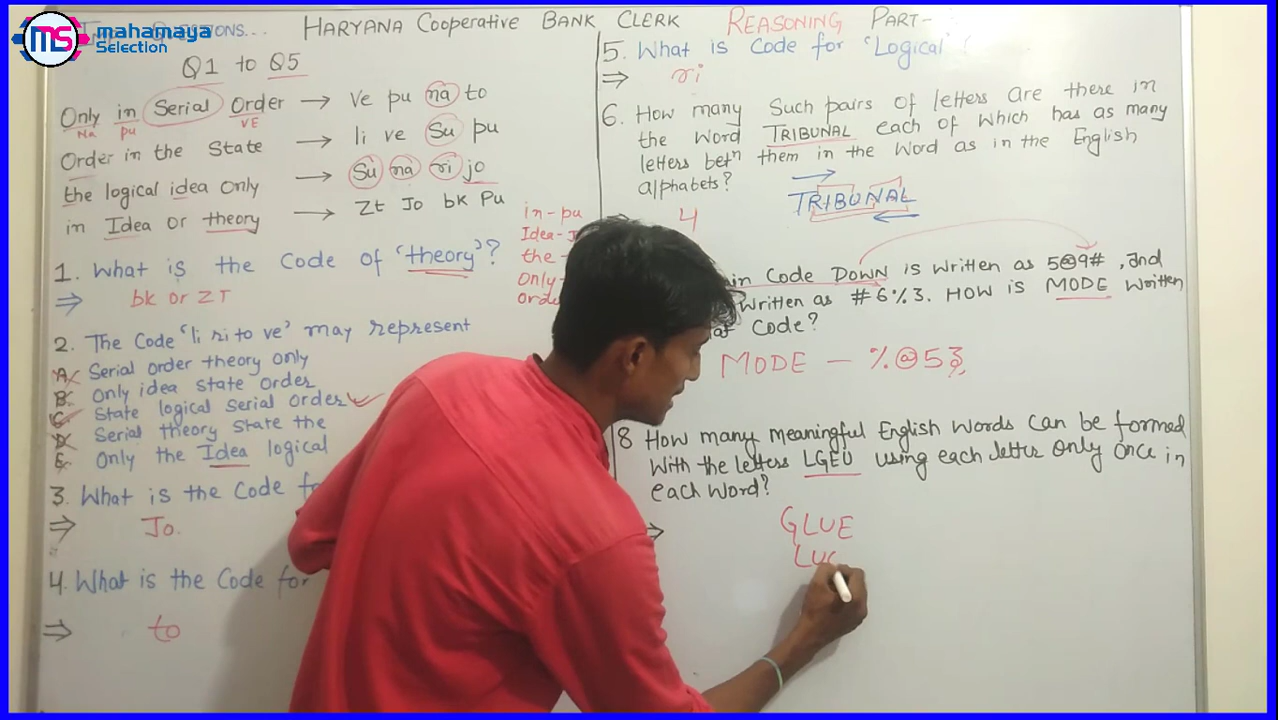 mahamaya
Selection
MS
HARYANA Cooperative BANK CLERK REASONING PART-
Q1 to Q5
Only in Serial Order → ve pu na to
Na pu VE
Order in the State → li ve Su pu
the logical idea Only → Su na ri jo
in Idea or theory → Zt Jo bk Pu
in-pu
the
Only
1. What is the Code of 'theory'?
⇒ bk or ZT
2. The Code 'li ri to ve' may represent
A. Serial order theory Only
B. Only idea state Order
C. State logical Serial Order
D. Serial theory State the
E. Only the Idea logical
3. What is the Code
⇒ Jo.
4. What is the Code for
⇒ to
5. What is Code for 'Logical'?
⇒ ri
6. How many Such pairs of letters are there in
the Word TRIBUNAL each of which has as many
letters betn them in the Word as in the English
alphabets?
TRIBUNAL
4
in Code DOWN is written as 5@9#, and
Written as #6%3. HOW is MODE written
Code?
MODE - %@53
8 How many meaningful English Words Can be formed
With the letters LGEU using each letter Only Once in
each Word?
⇒ GLUE